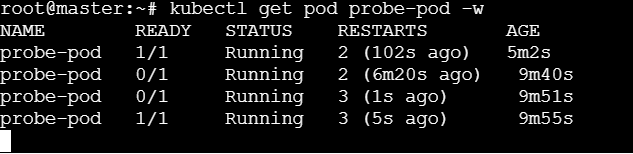 root@master:~# kubectl get pod probe-pod -w
NAME READY STATUS RESTARTS AGE
probe-pod 1/1 Running 2 (102s ago) 5m2s
probe-pod 0/1 Running 2 (6m20s ago) 9m40s
probe-pod 0/1 Running 3 (1s ago) 9m51s
probe-pod 1/1 Running 3 (5s ago) 9m55s